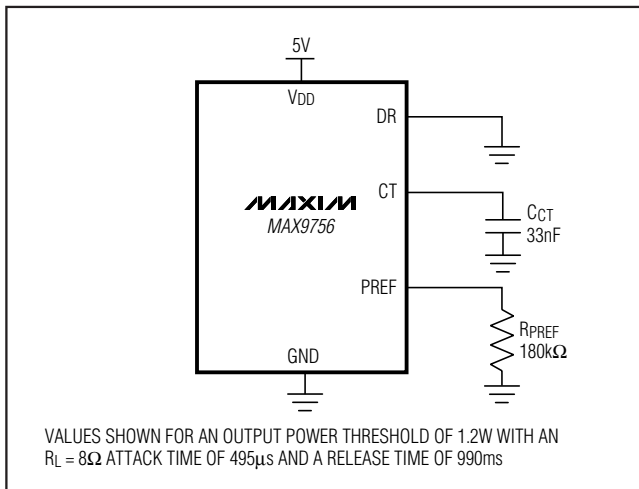 5V
VDD
DR
CT
MAXIM
MAX9756
CCT
33nF
PREF
RPREF
180kΩ
GND
VALUES SHOWN FOR AN OUTPUT POWER THRESHOLD OF 1.2W WITH AN
RL = 8Ω ATTACK TIME OF 495µs AND A RELEASE TIME OF 990ms